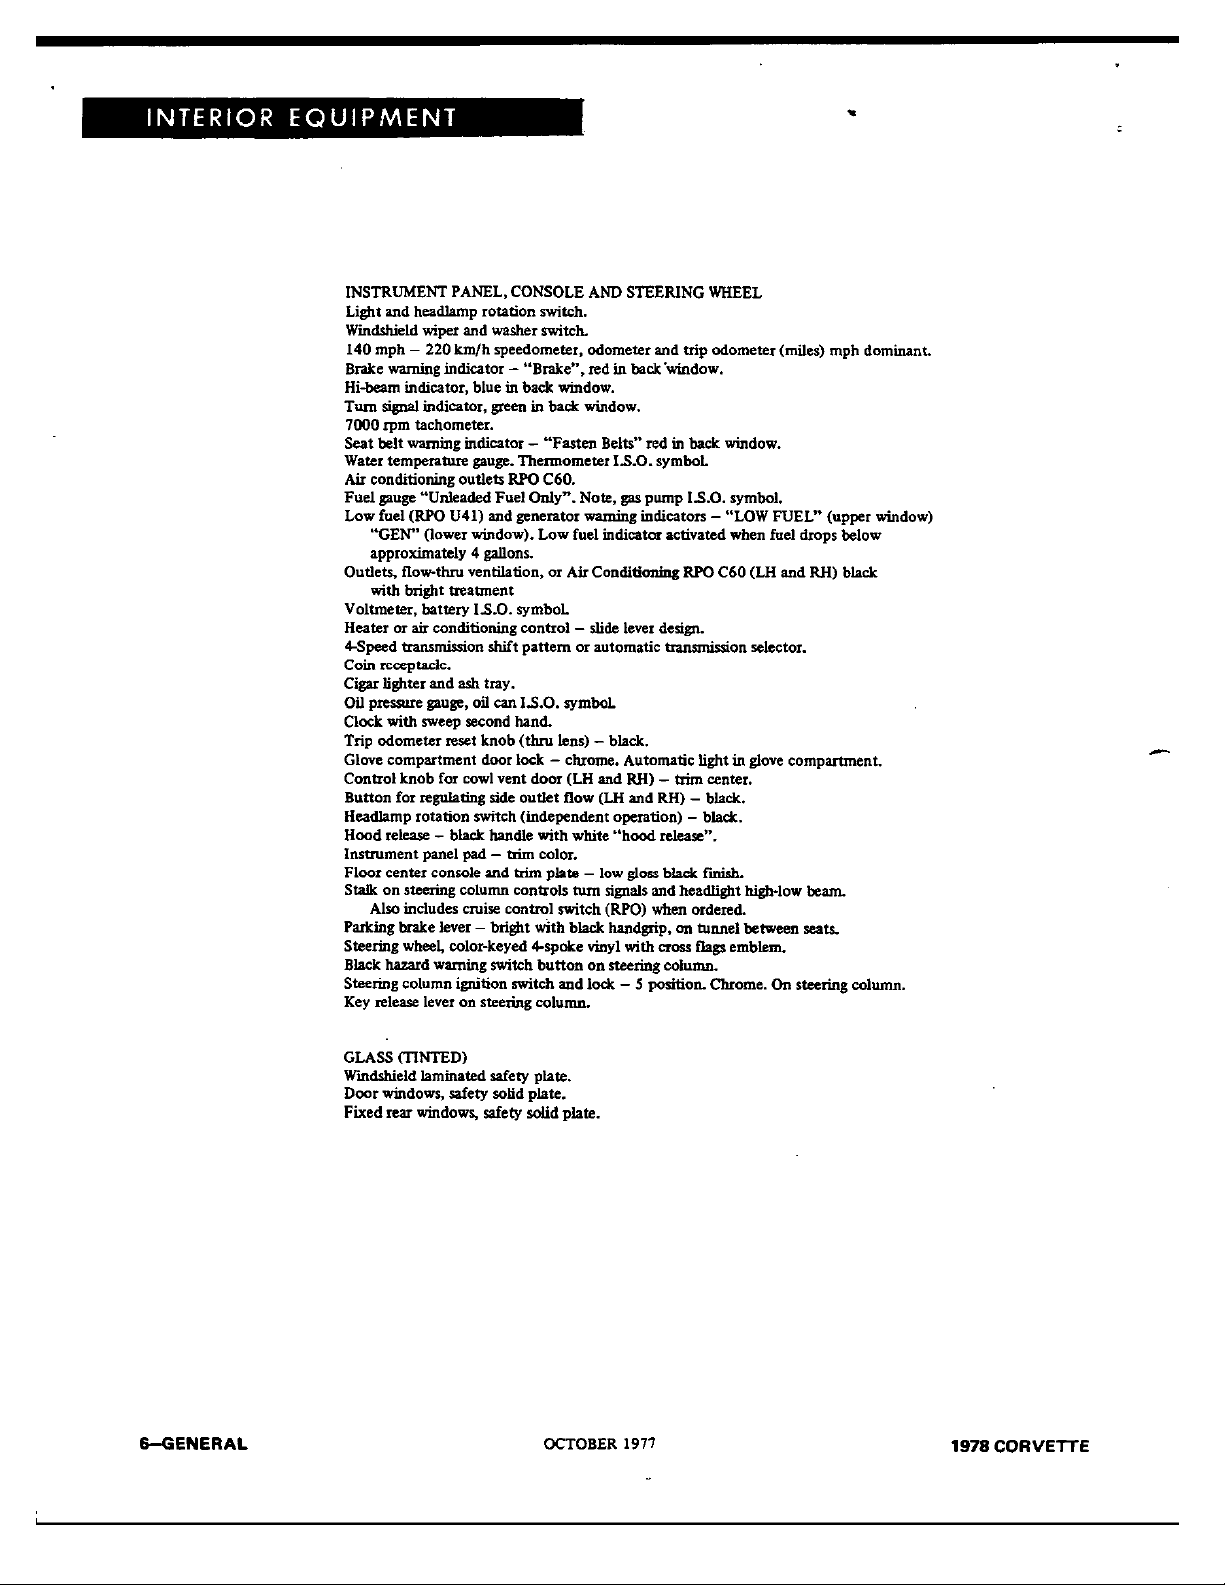 INTERIOR EQUIPMENT
INSTRUMENT PANEL, CONSOLE AND STEERING WHEEL
Light and headlamp rotation switch.
Windshield wiper and washer switch.
140 mph – 220 km/h speedometer, odometer and trip odometer (miles) mph dominant.
Brake warning indicator – “Brake”, red in back window.
Hi-beam indicator, blue in back window.
Turn signal indicator, green in back window.
7000 rpm tachometer.
Seat belt warning indicator – “Fasten Belts” red in back window.
Water temperature gauge. Thermometer I.S.O. symbol.
Air conditioning outlets RPO C60.
Fuel gauge “Unleaded Fuel Only”. Note, gas pump I.S.O. symbol.
Low fuel (RPO U41) and generator warning indicators – “LOW FUEL” (upper window)
“GEN” (lower window). Low fuel indicator activated when fuel drops below
approximately 4 gallons.
Outlets, flow-thru ventilation, or Air Conditioning RPO C60 (LH and RH) black
with bright treatment
Voltmeter, battery I.S.O. symbol.
Heater or air conditioning control – slide lever design.
4-Speed transmission shift pattern or automatic transmission selector.
Coin receptacle.
Cigar lighter and ash tray.
Oil pressure gauge, oil can I.S.O. symbol.
Clock with sweep second hand.
Trip odometer reset knob (thru lens) – black.
Glove compartment door lock – chrome. Automatic light in glove compartment.
Control knob for cowl vent door (LH and RH) – trim center.
Button for regulating side outlet flow (LH and RH) – black.
Headlamp rotation switch (independent operation) – black.
Hood release – black handle with white “hood release”.
Instrument panel pad – trim color.
Floor center console and trim plate – low gloss black finish.
Stalk on steering column controls turn signals and headlight high-low beam.
Also includes cruise control switch (RPO) when ordered.
Parking brake lever – bright with black handgrip, on tunnel between seats.
Steering wheel, color-keyed 4-spoke vinyl with cross flags emblem.
Black hazard warning switch button on steering column.
Steering column ignition switch and lock – 5 position. Chrome. On steering column.
Key release lever on steering column.
GLASS (TINTED)
Windshield laminated safety plate.
Door windows, safety solid plate.
Fixed rear windows, safety solid plate.
6—GENERAL
OCTOBER 1977
1978 CORVETTE